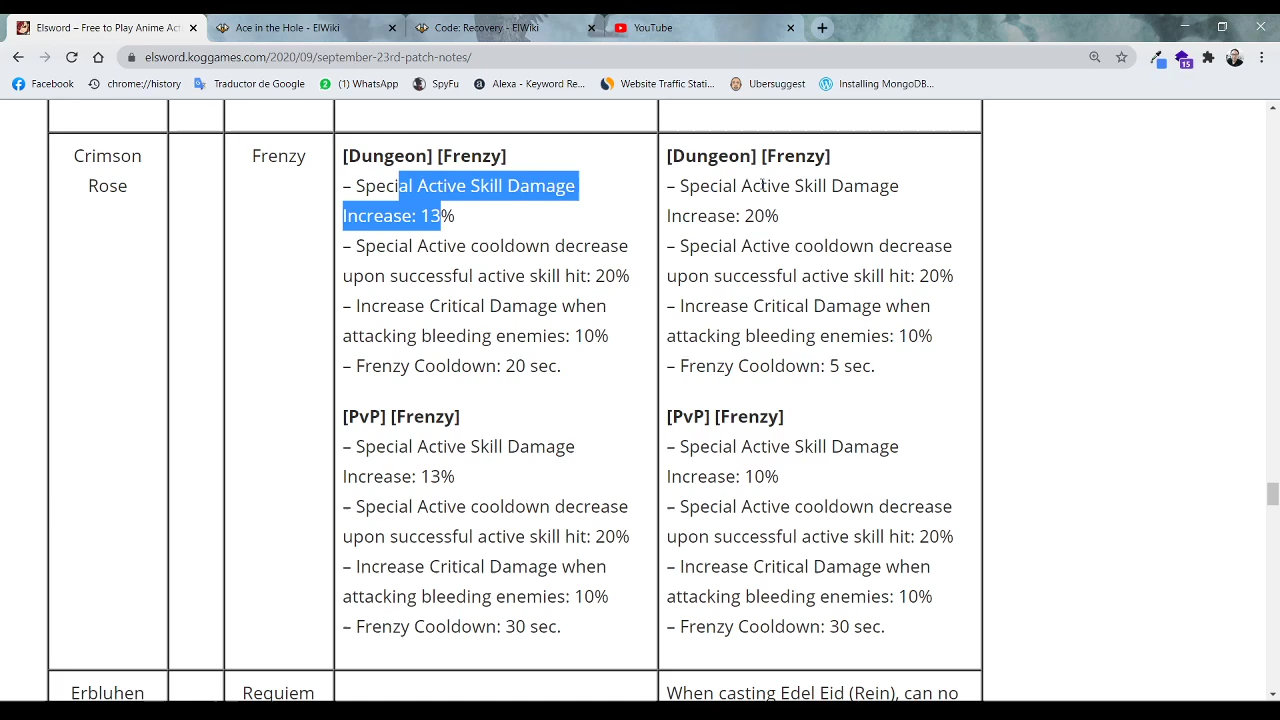 Elsword – Free to Play Anime Act
Ace in the Hole - ElWiki
Code: Recovery - ElWiki
YouTube
elsword.koggames.com/2020/09/september-23rd-patch-notes/
15
Facebook
chrome://history
Traductor de Google
2
(1) WhatsApp
SpyFu
Alexa - Keyword Re...
Website Traffic Stati...
Ubersuggest
Installing MongoDB...
Crimson
Rose
Frenzy
[Dungeon] [Frenzy]
– Special Active Skill Damage
Increase: 13%
– Special Active cooldown decrease
upon successful active skill hit: 20%
– Increase Critical Damage when
attacking bleeding enemies: 10%
– Frenzy Cooldown: 20 sec.
[PvP] [Frenzy]
– Special Active Skill Damage
Increase: 13%
– Special Active cooldown decrease
upon successful active skill hit: 20%
– Increase Critical Damage when
attacking bleeding enemies: 10%
– Frenzy Cooldown: 30 sec.
[Dungeon] [Frenzy]
– Special Active Skill Damage
Increase: 20%
– Special Active cooldown decrease
upon successful active skill hit: 20%
– Increase Critical Damage when
attacking bleeding enemies: 10%
– Frenzy Cooldown: 5 sec.
[PvP] [Frenzy]
– Special Active Skill Damage
Increase: 10%
– Special Active cooldown decrease
upon successful active skill hit: 20%
– Increase Critical Damage when
attacking bleeding enemies: 10%
– Frenzy Cooldown: 30 sec.
Erbluhen
Requiem
When casting Edel Eid (Rein), can no